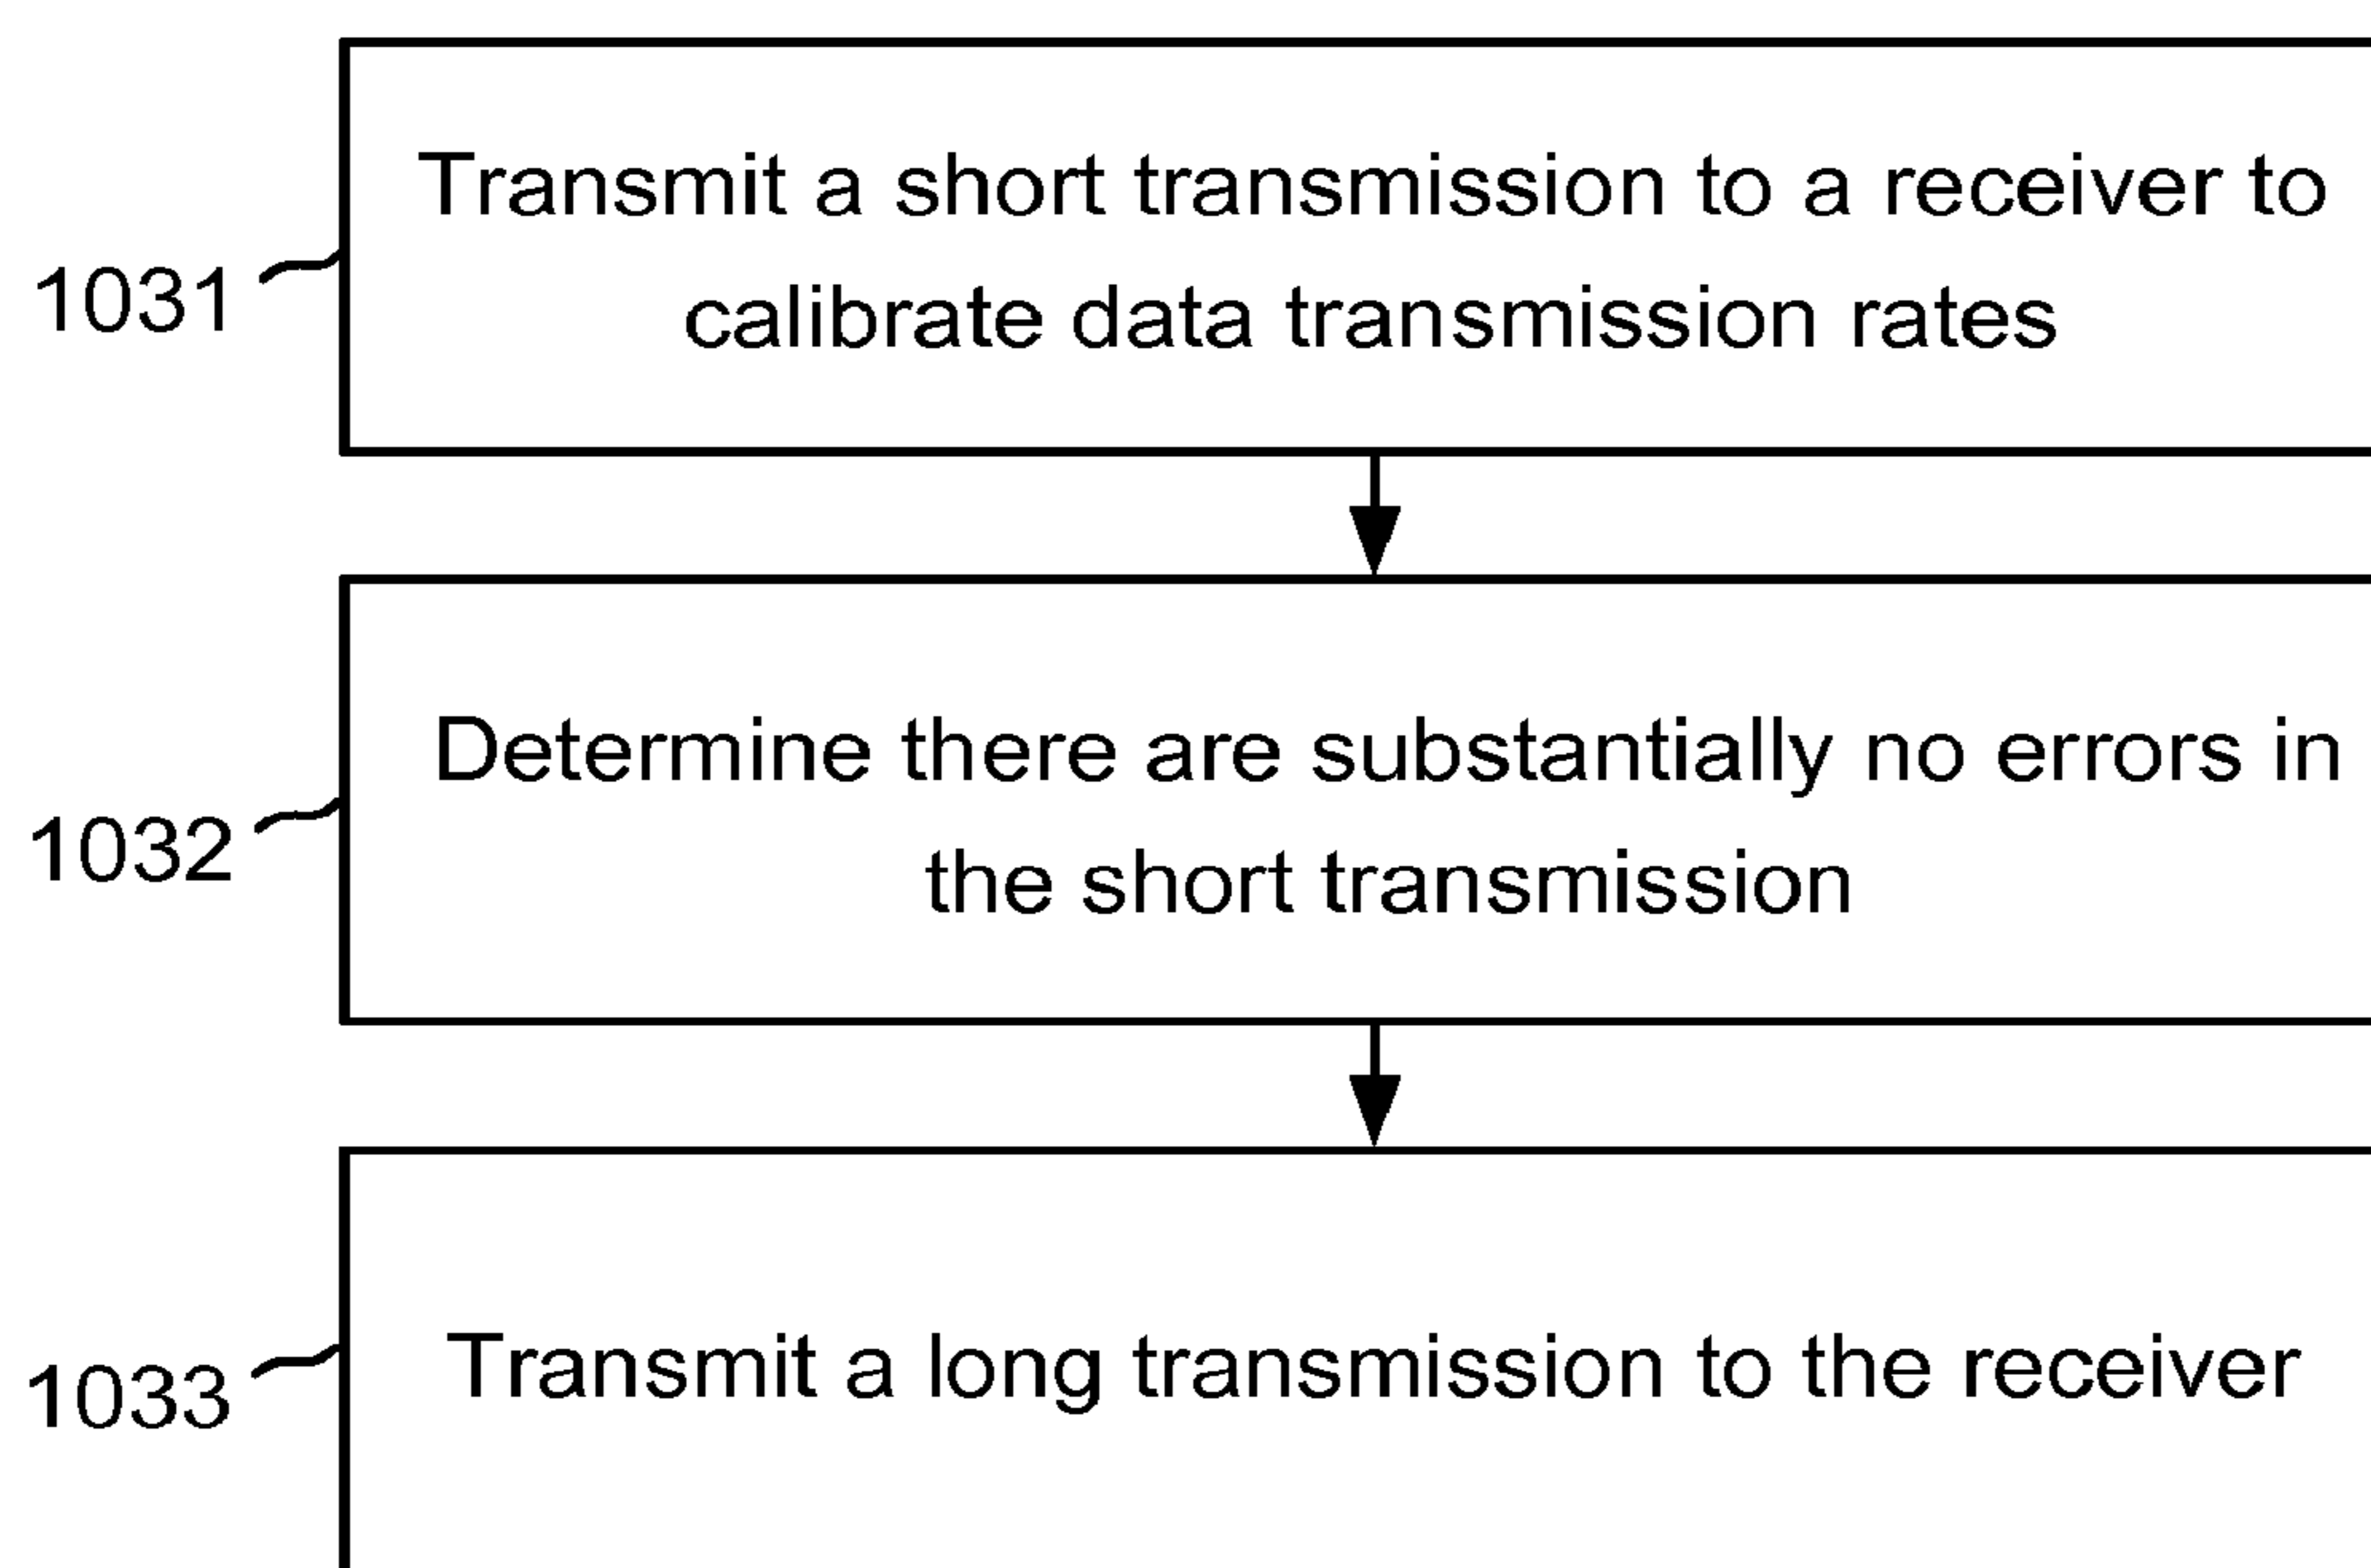 Transmit a short transmission to a receiver to
calibrate data transmission rates
1031
Determine there are substantially no errors in
the short transmission
1032
Transmit a long transmission to the receiver
1033